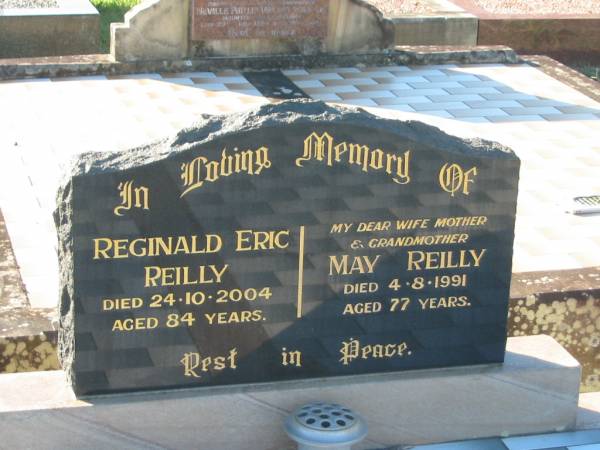 In Loving Memory Of
REGINALD ERIC
REILLY
DIED 24·10·2004
AGED 84 YEARS.
MY DEAR WIFE MOTHER
& GRANDMOTHER
MAY REILLY
DIED 4·8·1991
AGED 77 YEARS.
Rest in Peace.